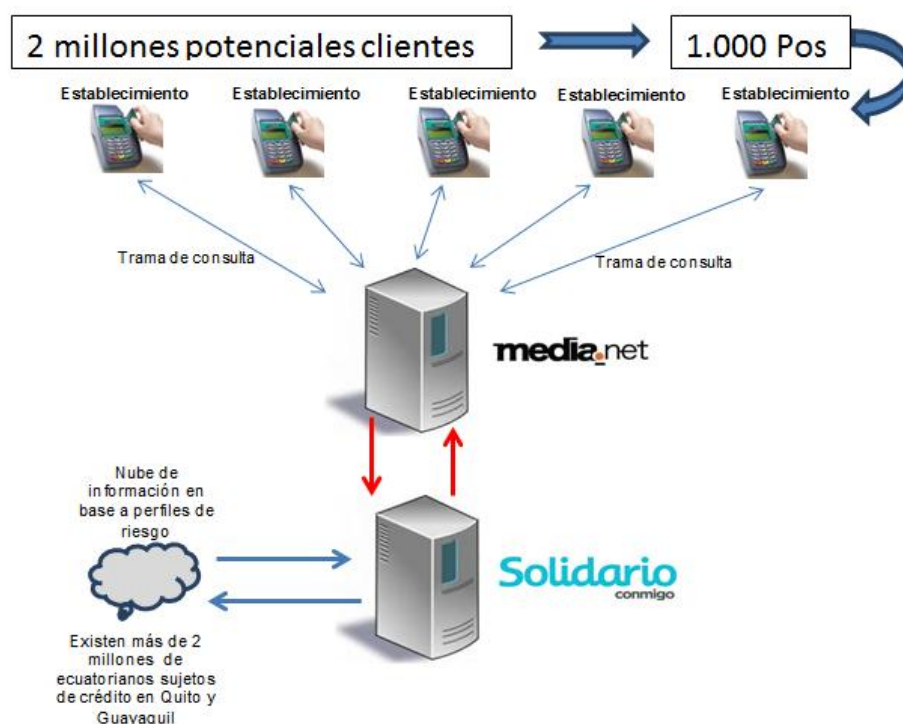 2 millones potenciales clientes
1.000 Pos
Establecimiento
Establecimiento
Establecimiento
Establecimiento
Establecimiento
Trama de consulta
Trama de consulta
media.net
Nube de
información en
base a perfiles de
riesgo
Solidario
conmigo
Existen más de 2
millones de
ecuatorianos sujetos
de crédito en Quito y
Guayaquil